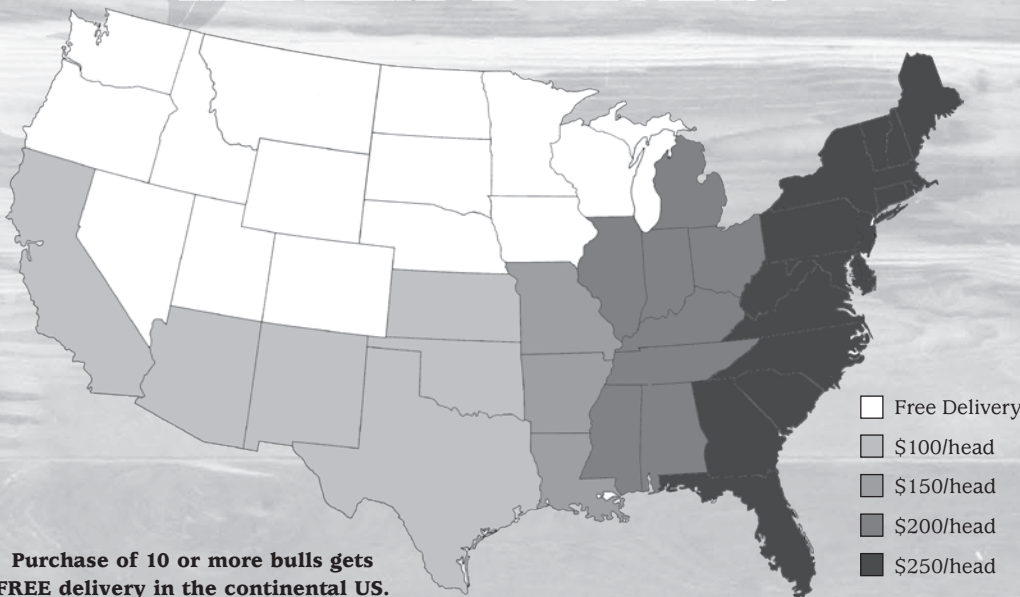 Free Delivery
$100/head
$150/head
$200/head
$250/head
Purchase of 10 or more bulls gets
FREE delivery in the continental US.